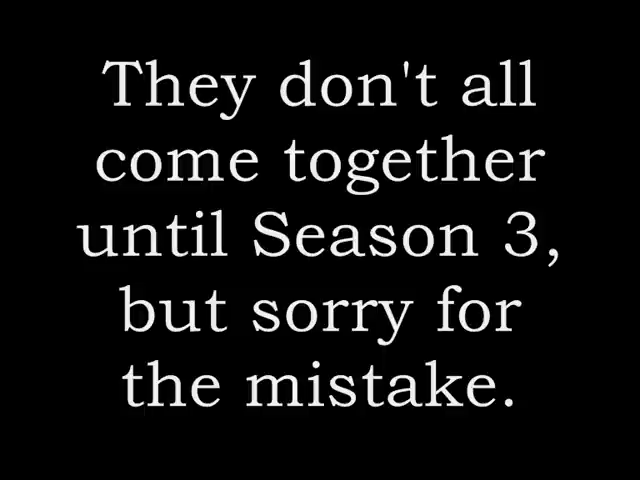 They don't all
come together
until Season 3,
but sorry for
the mistake.